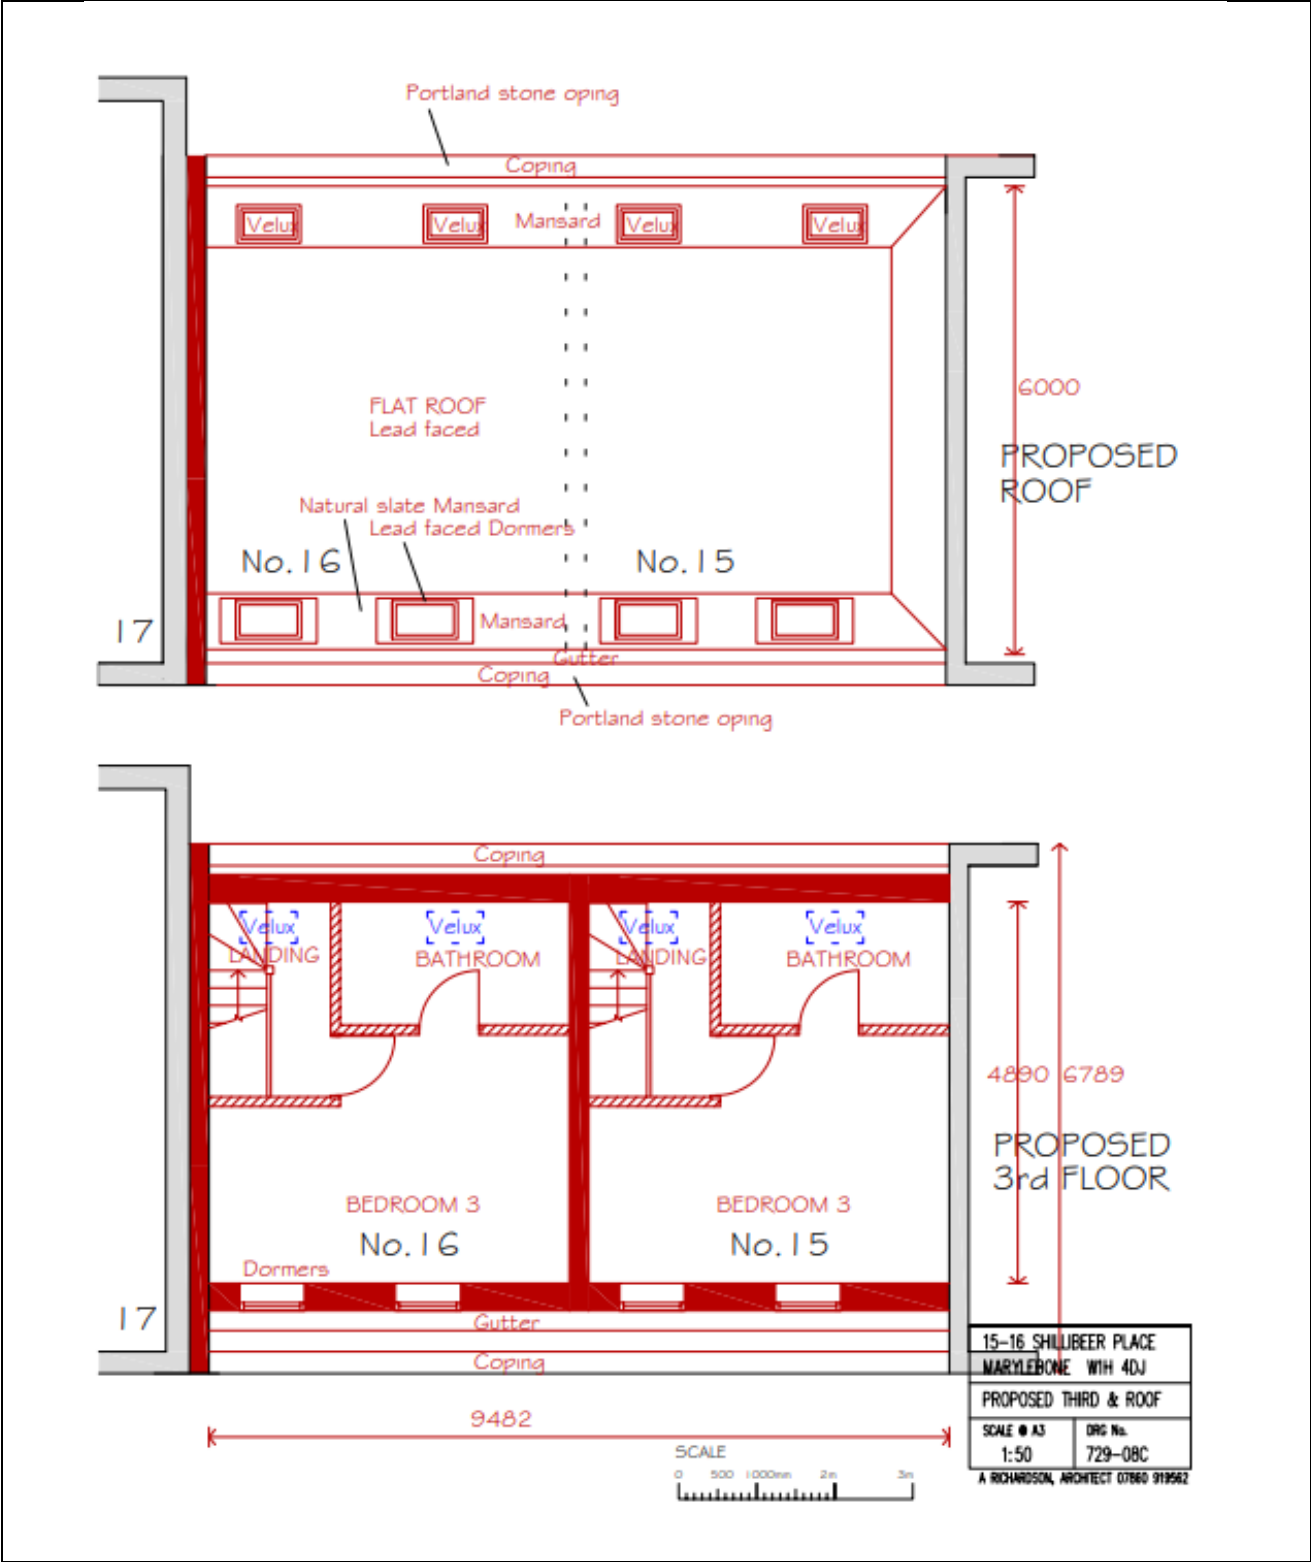 Portland stone oping
Coping
Velux
Velux
Mansard
Velux
Velux
6000
FLAT ROOF
Lead faced
PROPOSED
ROOF
Natural slate Mansard
Lead faced Dormers
No.16
No.15
17
Mansard
Gutter
Coping
Portland stone oping
Coping
Velux
Velux
Velux
Velux
LANDING
BATHROOM
LANDING
BATHROOM
4890
6789
PROPOSED
3rd FLOOR
BEDROOM 3
BEDROOM 3
No.16
No.15
Dormers
17
Gutter
Coping
15-16 SHILLIBEER PLACE
MARYLEBONE W1H 4DJ
PROPOSED THIRD & ROOF
SCALE @ A3
1:50
DRG No.
729-08C
A RICHARDSON, ARCHITECT 07860 919562
9482
SCALE
0 500 1000mm 2m 3m